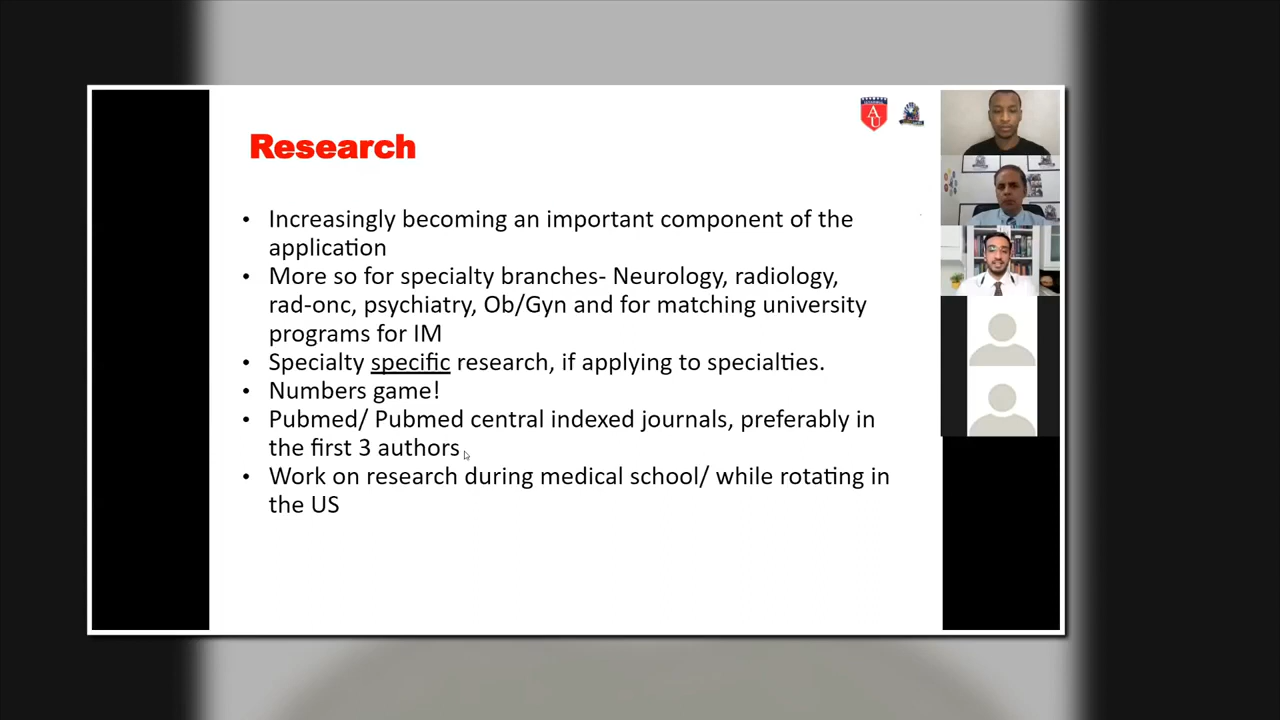 Research
• Increasingly becoming an important component of the
application
• More so for specialty branches- Neurology, radiology,
rad-onc, psychiatry, Ob/Gyn and for matching university
programs for IM
• Specialty specific research, if applying to specialties.
• Numbers game!
• Pubmed/ Pubmed central indexed journals, preferably in
the first 3 authors
• Work on research during medical school/ while rotating in
the US